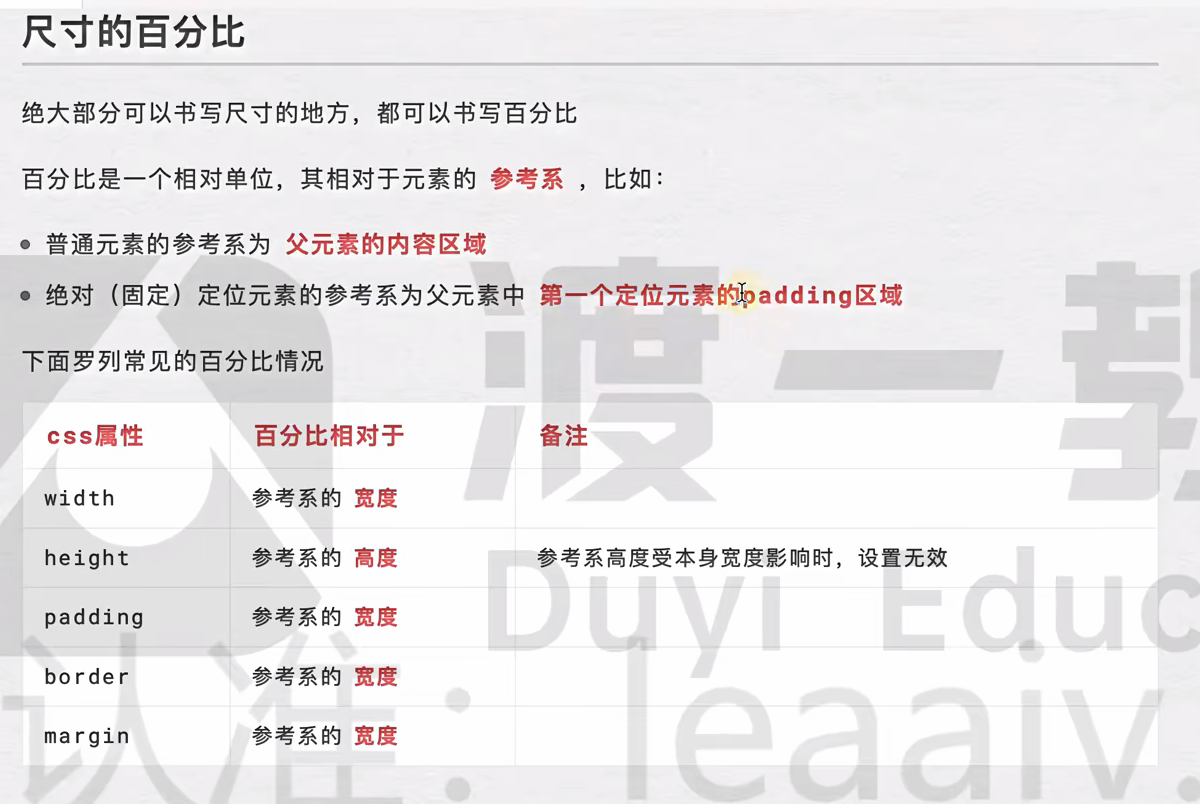 尺寸的百分比
绝大部分可以书写尺寸的地方，都可以书写百分比
百分比是一个相对单位，其相对于元素的 参考系 ，比如：
普通元素的参考系为 父元素的内容区域
绝对（固定）定位元素的参考系为父元素中 第一个定位元素的padding区域
下面罗列常见的百分比情况
css属性 百分比相对于 备注
width 参考系的 宽度
height 参考系的 高度 参考系高度受本身宽度影响时，设置无效
padding 参考系的 宽度
border 参考系的 宽度
margin 参考系的 宽度
渡一教
Duyi Educ
认准：leaaiv.